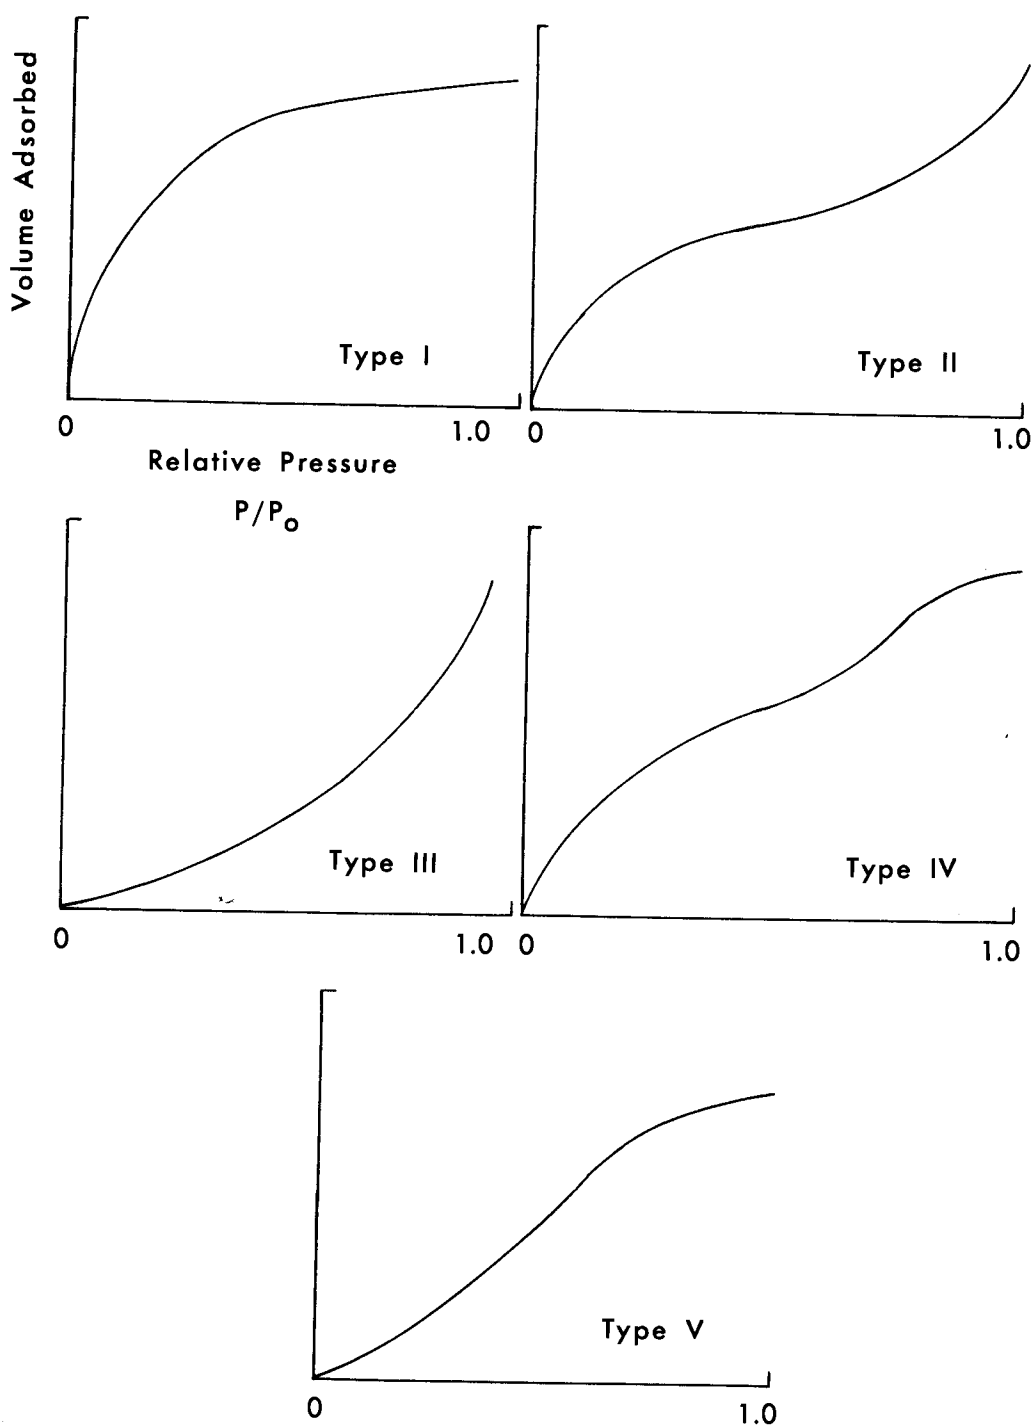 Volume Adsorbed
Type I
0
1.0
Relative Pressure
P/Po
Type II
0
1.0
Type III
0
1.0
Type IV
0
1.0
Type V
0
1.0